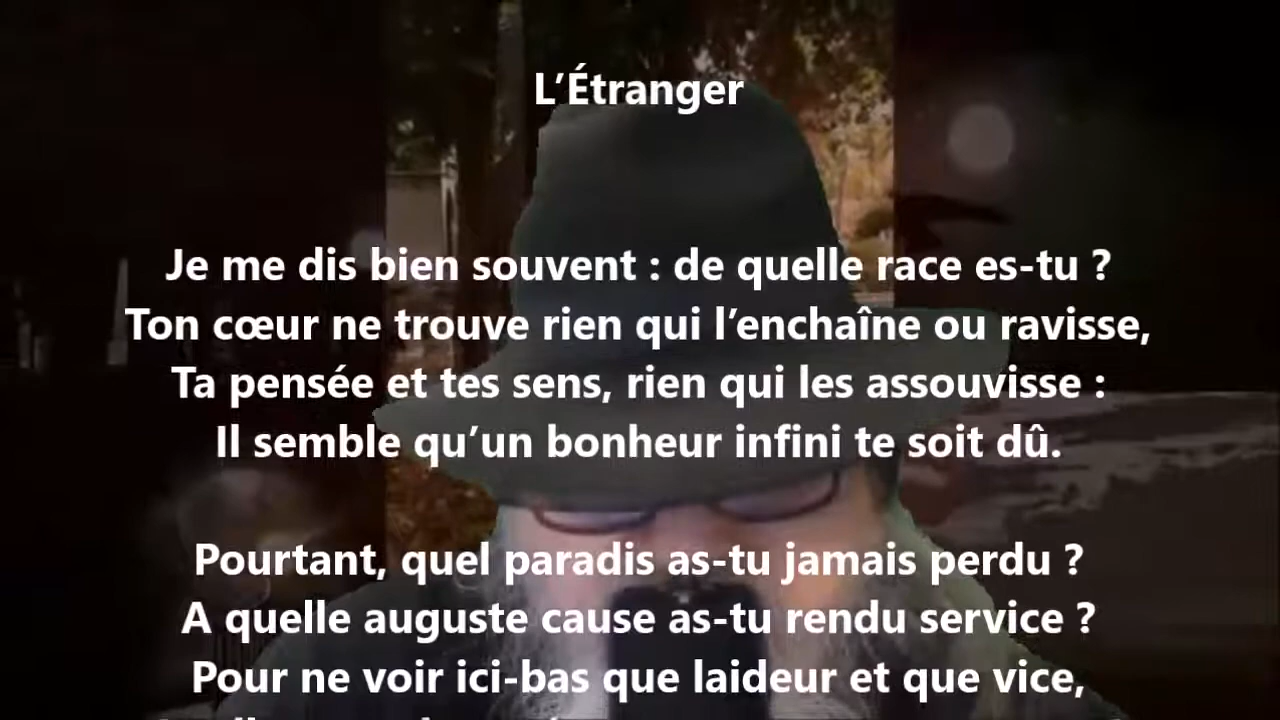 L’Étranger
Je me dis bien souvent : de quelle race es-tu ?
Ton cœur ne trouve rien qui l’enchaîne ou ravisse,
Ta pensée et tes sens, rien qui les assouvisse :
Il semble qu’un bonheur infini te soit dû.
Pourtant, quel paradis as-tu jamais perdu ?
A quelle auguste cause as-tu rendu service ?
Pour ne voir ici-bas que laideur et que vice,